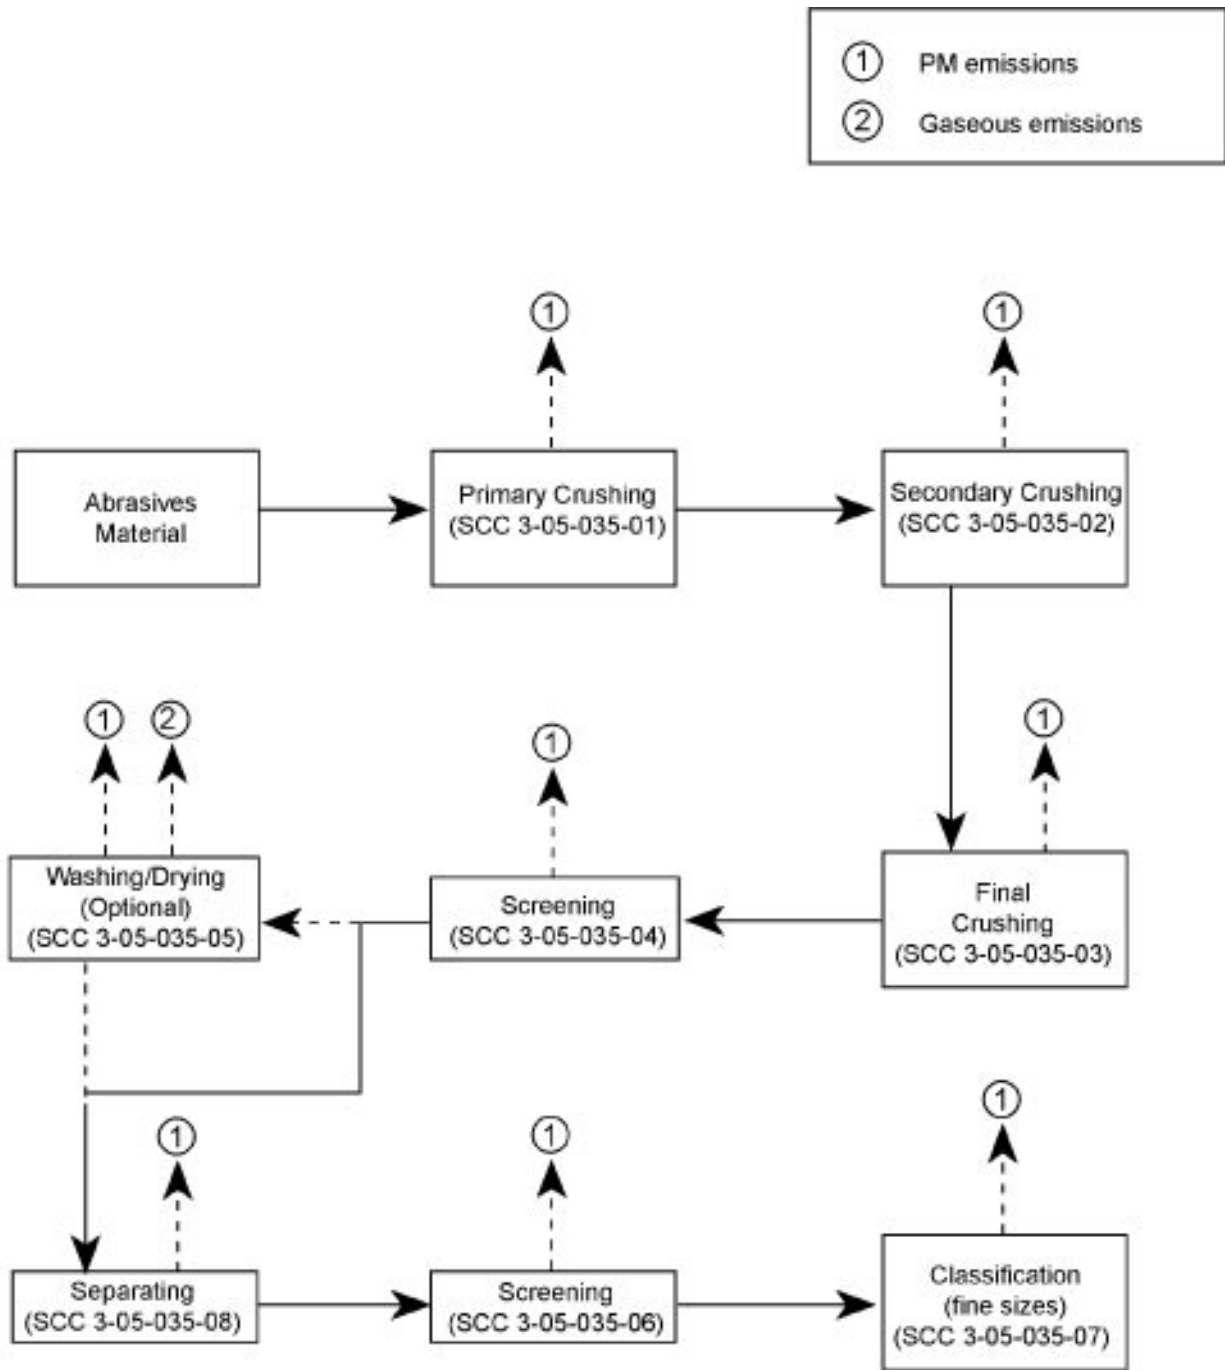 ① PM emissions
② Gaseous emissions
①
①
Abrasives
Material
Primary Crushing
(SCC 3-05-035-01)
Secondary Crushing
(SCC 3-05-035-02)
① ②
①
①
Washing/Drying
(Optional)
(SCC 3-05-035-05)
Screening
(SCC 3-05-035-04)
Final
Crushing
(SCC 3-05-035-03)
①
①
①
Separating
(SCC 3-05-035-08)
Screening
(SCC 3-05-035-06)
Classification
(fine sizes)
(SCC 3-05-035-07)